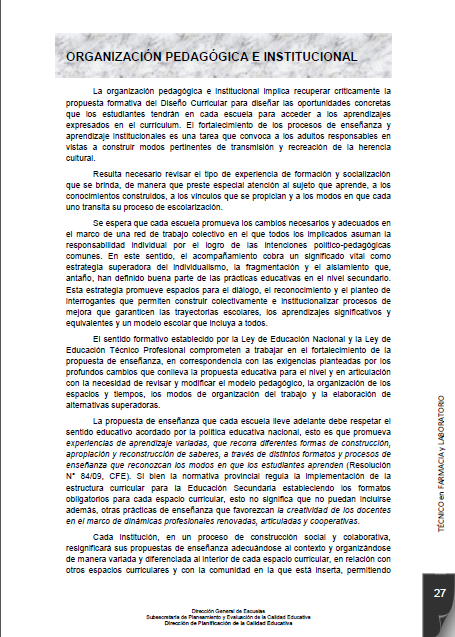 ORGANIZACIÓN PEDAGÓGICA E INSTITUCIONAL
La organización pedagógica e institucional implica recuperar críticamente la
propuesta formativa del Diseño Curricular para diseñar las oportunidades concretas
que los estudiantes tendrán en cada escuela para acceder a los aprendizajes
expresados en el curriculum. El fortalecimiento de los procesos de enseñanza y
aprendizaje institucionales es una tarea que convoca a los adultos responsables en
vistas a construir modos pertinentes de transmisión y recreación de la herencia
cultural.
Resulta necesario revisar el tipo de experiencia de formación y socialización
que se brinda, de manera que preste especial atención al sujeto que aprende, a los
conocimientos construidos, a los vínculos que se propician y a los modos en que cada
uno transita su proceso de escolarización.
Se espera que cada escuela promueva los cambios necesarios y adecuados en
el marco de una red de trabajo colectivo en el que todos los implicados asuman la
responsabilidad individual por el logro de las intenciones político-pedagógicas
comunes. En este sentido, el acompañamiento cobra un significado vital como
estrategia superadora del individualismo, la fragmentación y el aislamiento que,
antaño, han definido buena parte de las prácticas educativas en el nivel secundario.
Esta estrategia promueve espacios para el diálogo, el reconocimiento y el planteo de
interrogantes que permiten construir colectivamente e institucionalizar procesos de
mejora que garanticen las trayectorias escolares, los aprendizajes significativos y
equivalentes y un modelo escolar que incluya a todos.
El sentido formativo establecido por la Ley de Educación Nacional y la Ley de
Educación Técnico Profesional comprometen a trabajar en el fortalecimiento de la
propuesta de enseñanza, en correspondencia con las exigencias planteadas por los
profundos cambios que conlleva la propuesta educativa para el nivel y en articulación
con la necesidad de revisar y modificar el modelo pedagógico, la organización de los
espacios y tiempos, los modos de organización del trabajo y la elaboración de
alternativas superadoras.
La propuesta de enseñanza que cada escuela lleve adelante debe respetar el
sentido educativo acordado por la política educativa nacional, esto es que promueva
experiencias de aprendizaje variadas, que recorra diferentes formas de construcción,
apropiación y reconstrucción de saberes, a través de distintos formatos y procesos de
enseñanza que reconozcan los modos en que los estudiantes aprenden (Resolución
N° 84/09, CFE). Si bien la normativa provincial regula la implementación de la
estructura curricular para la Educación Secundaria estableciendo los formatos
obligatorios para cada espacio curricular, esto no significa que no puedan incluirse
además, otras prácticas de enseñanza que favorezcan la creatividad de los docentes
en el marco de dinámicas profesionales renovadas, articuladas y cooperativas.
Cada institución, en un proceso de construcción social y colaborativa,
resignificará sus propuestas de enseñanza adecuándose al contexto y organizándose
de manera variada y diferenciada al interior de cada espacio curricular, en relación con
otros espacios curriculares y con la comunidad en la que está inserta, permitiendo
TÉCNICO en FARMACIA y LABORATORIO
27
Dirección General de Escuelas
Subsecretaría de Planeamiento y Evaluación de la Calidad Educativa
Dirección de Planificación de la Calidad Educativa